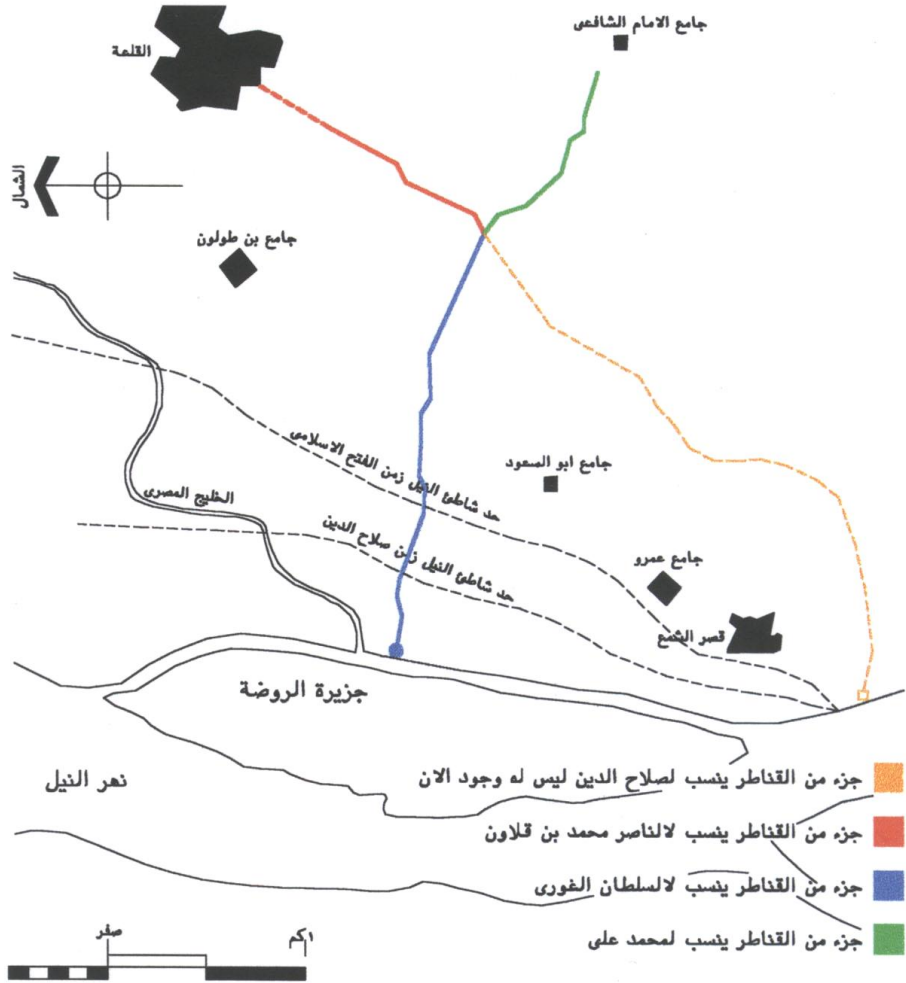 جامع الامام الشافعى
القلعة
الشمال
جامع بن طولون
حد شاطئ النيل زمن الفتح الاسلامى
جامع ابو السعود
الخليج المصرى
حد شاطئ النيل زمن صلاح الدين
جامع عمرو
قصر الشمع
جزيرة الروضة
نهر النيل
جزء من القناطر ينسب لصلاح الدين ليس له وجود الان
جزء من القناطر ينسب لالناصر محمد بن قلاون
جزء من القناطر ينسب لالسلطان الغورى
جزء من القناطر ينسب لمحمد على
صفر
١كم